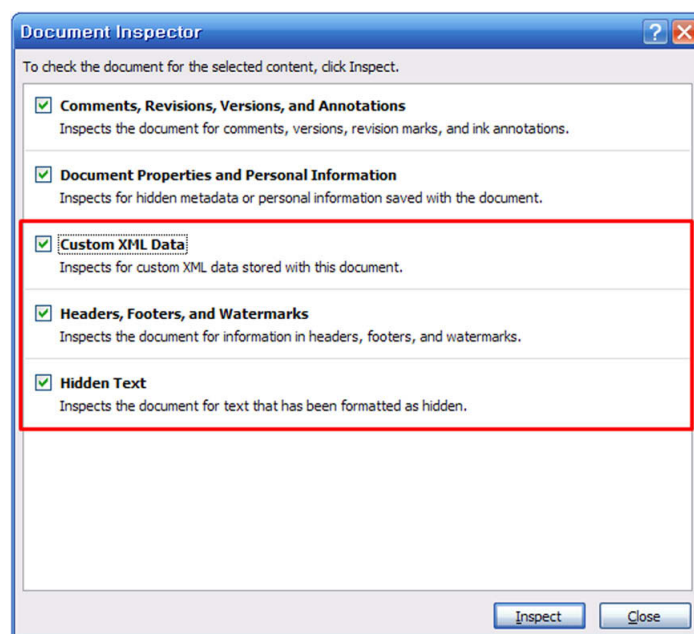 Document Inspector
To check the document for the selected content, click Inspect.
Comments, Revisions, Versions, and Annotations
Inspects the document for comments, versions, revision marks, and ink annotations.
Document Properties and Personal Information
Inspects for hidden metadata or personal information saved with the document.
Custom XML Data
Inspects for custom XML data stored with this document.
Headers, Footers, and Watermarks
Inspects the document for information in headers, footers, and watermarks.
Hidden Text
Inspects the document for text that has been formatted as hidden.
Inspect Close